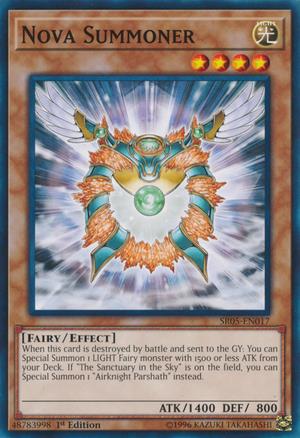 Nova Summoner
LIGHT
光
SR05-EN017
[Fairy/Effect]
When this card is destroyed by battle and sent to the GY: You can
Special Summon 1 LIGHT Fairy monster with 1500 or less ATK from
your Deck. If "The Sanctuary in the Sky" is on the field, you can
Special Summon 1 "Airknight Parshath" instead.
ATK/1400 DEF/ 800
48783998 1st Edition ©1996 KAZUKI TAKAHASHI